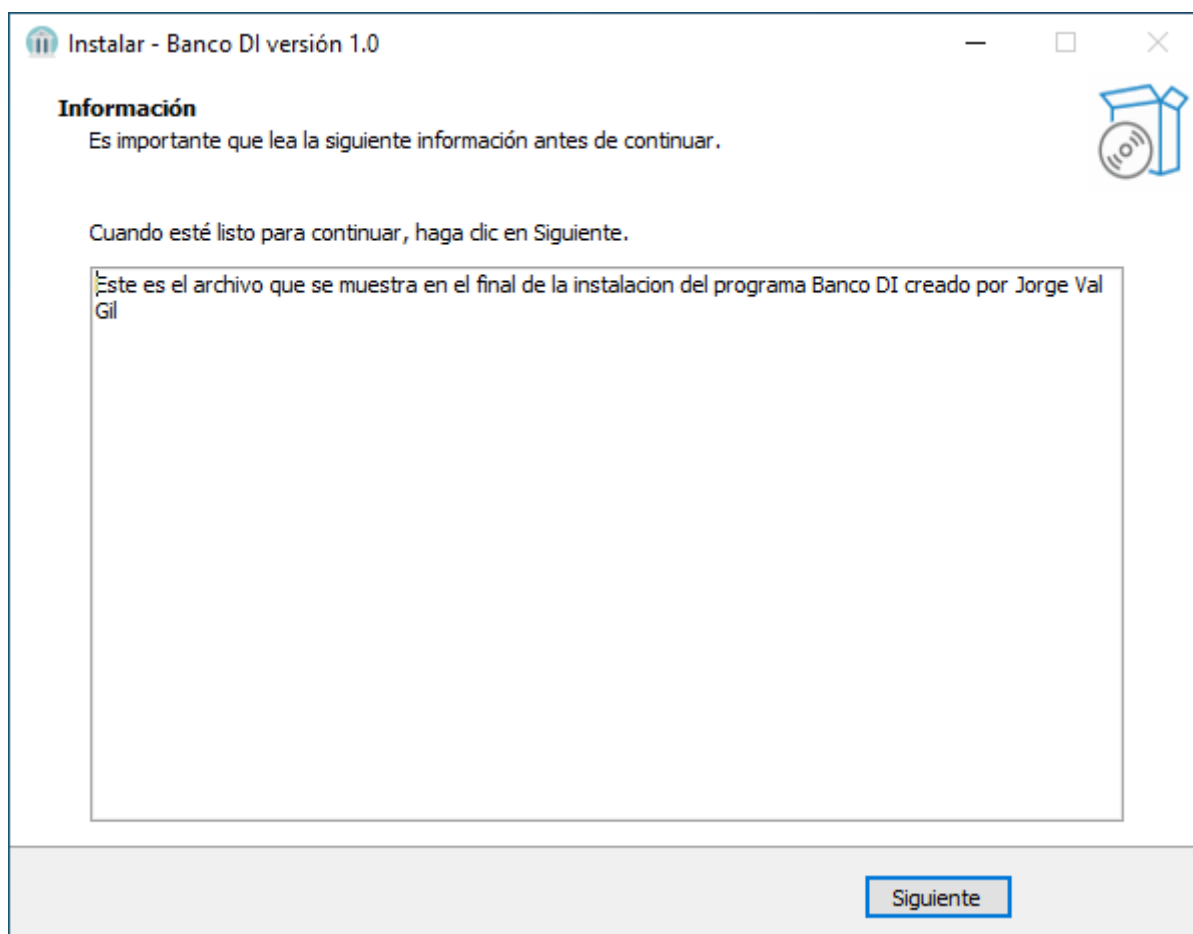 Instalar - Banco DI versión 1.0
Información
Es importante que lea la siguiente información antes de continuar.
Cuando esté listo para continuar, haga clic en Siguiente.
Este es el archivo que se muestra en el final de la instalacion del programa Banco DI creado por Jorge Val
Gil
Siguiente